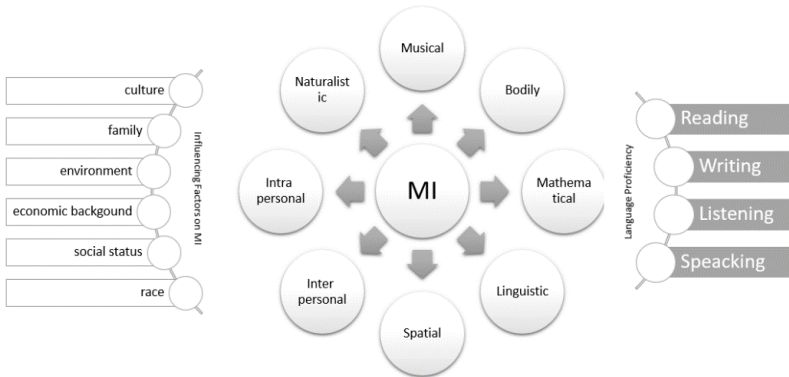 culture
family
environment
economic backgound
social status
race
Influencing Factors on MI
Musical
Naturalist
ic
Bodily
Intra
personal
MI
Mathema
tical
Inter
personal
Linguistic
Spatial
Language Proficiency
Reading
Writing
Listening
Speacking